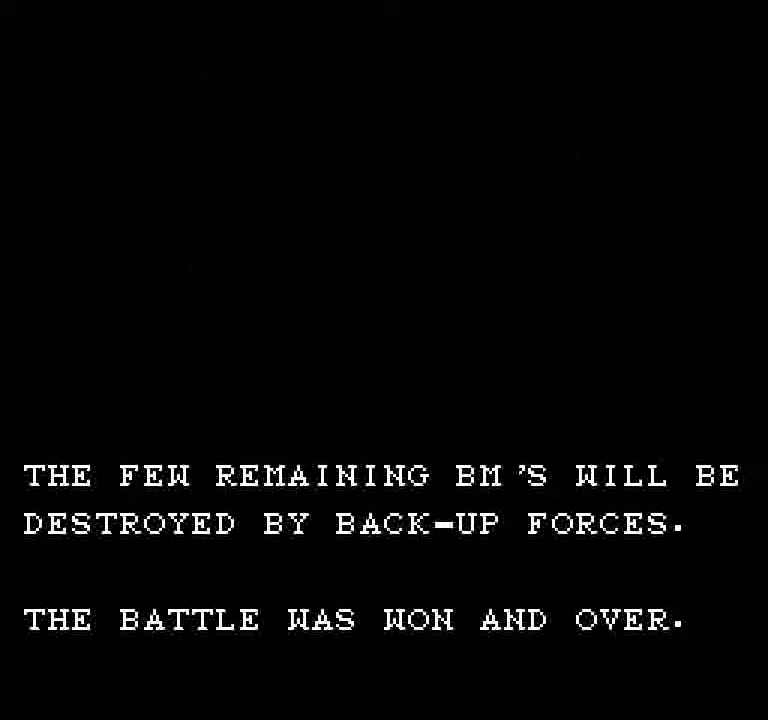 THE FEW REMAINING BM'S WILL BE
DESTROYED BY BACK-UP FORCES.
THE BATTLE WAS WON AND OVER.